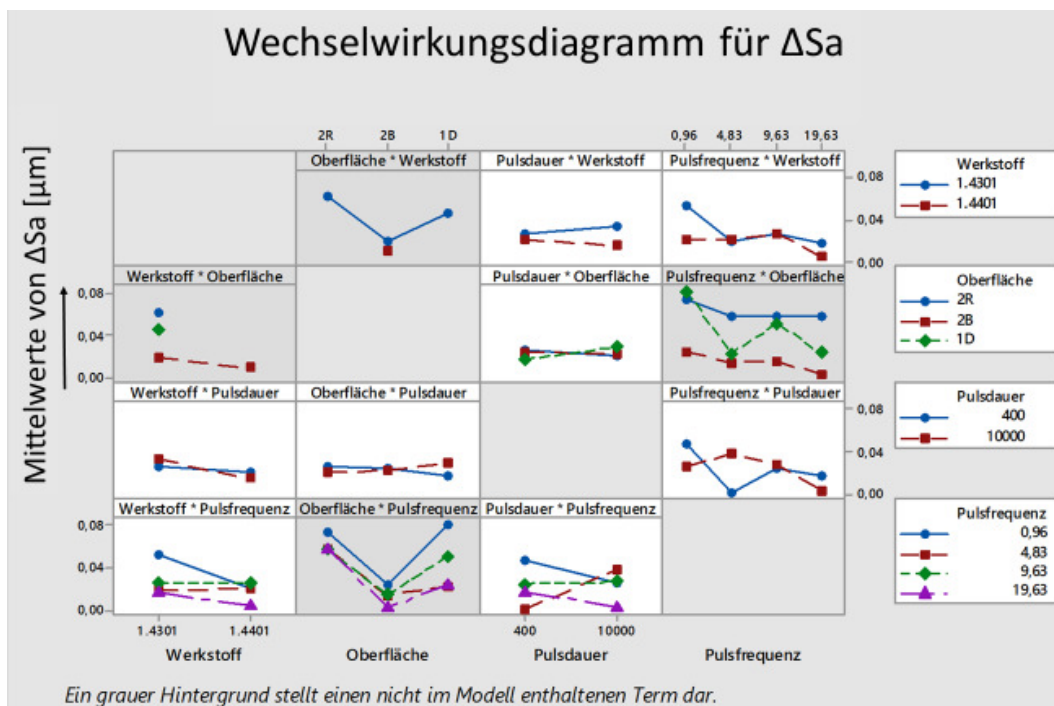 Wechselwirkungsdiagramm für ΔSa
Mittelwerte von ΔSa [µm]
2R 2B 1D
0,96 4,83 9,63 19,63
Oberfläche * Werkstoff
Pulsdauer * Werkstoff
Pulsfrequenz * Werkstoff
0,08
0,04
0,00
Werkstoff
1.4301
1.4401
Werkstoff * Oberfläche
Pulsdauer * Oberfläche
Pulsfrequenz * Oberfläche
0,08
0,04
0,00
Oberfläche
2R
2B
1D
Werkstoff * Pulsdauer
Oberfläche * Pulsdauer
Pulsfrequenz * Pulsdauer
0,08
0,04
0,00
Pulsdauer
400
10000
Werkstoff * Pulsfrequenz
Oberfläche * Pulsfrequenz
Pulsdauer * Pulsfrequenz
0,08
0,04
0,00
Pulsfrequenz
0,96
4,83
9,63
19,63
1.4301 1.4401
400 10000
Werkstoff
Oberfläche
Pulsdauer
Pulsfrequenz
Ein grauer Hintergrund stellt einen nicht im Modell enthaltenen Term dar.